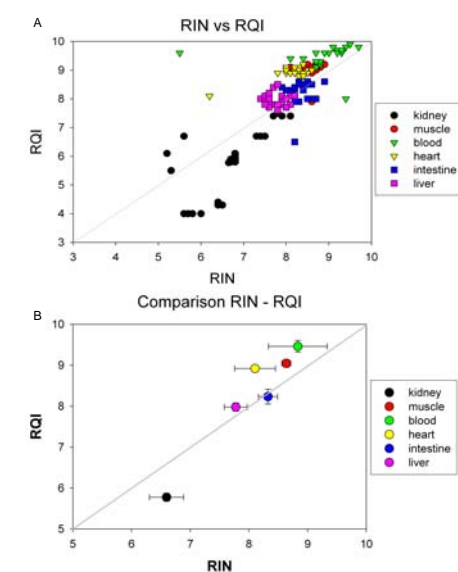 A
RIN vs RQI
10
9
8
7
6
5
4
3
3 4 5 6 7 8 9 10
RQI
RIN
kidney
muscle
blood
heart
intestine
liver
B
Comparison RIN - RQI
10
9
8
7
6
5
5 6 7 8 9 10
RQI
RIN
kidney
muscle
blood
heart
intestine
liver